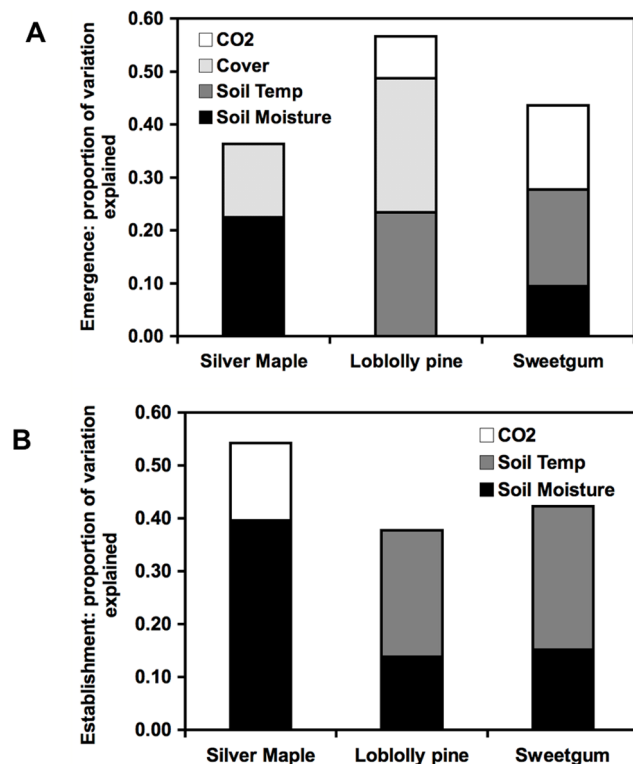 A
Emergence: proportion of variation
explained
0.60
0.50
0.40
0.30
0.20
0.10
0.00
CO2
Cover
Soil Temp
Soil Moisture
Silver Maple Loblolly pine Sweetgum
B
Establishment: proportion of variation
explained
0.60
0.50
0.40
0.30
0.20
0.10
0.00
CO2
Soil Temp
Soil Moisture
Silver Maple Loblolly pine Sweetgum